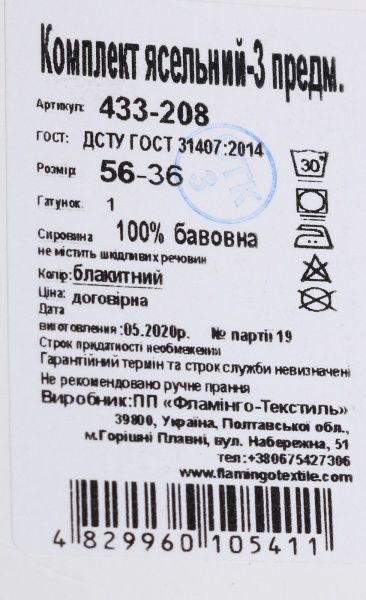 Комплект ясельний-3 предм.
Артикул: 433-208
ГОСТ: ДСТУ ГОСТ 31407:2014
Розмір 56-36
Гатунок 1
Сировина 100% бавовна
не містить шкідливих речовин
Колір: блакитний
Ціна: договірна
Дата
виготовлення :05.2020р. № партії 19
Строк придатності необмежений
Гарантійний термін та строк служби невизначені
Не рекомендовано ручне прання
Виробник:ПП «Фламінго-Текстиль»
39800, Україна, Полтавської обл.,
м.Горішні Плавні, вул. Набережна, 51
тел:+380675427306
www.flamingotextile.com
4 829960 105411
СТК
3
30°